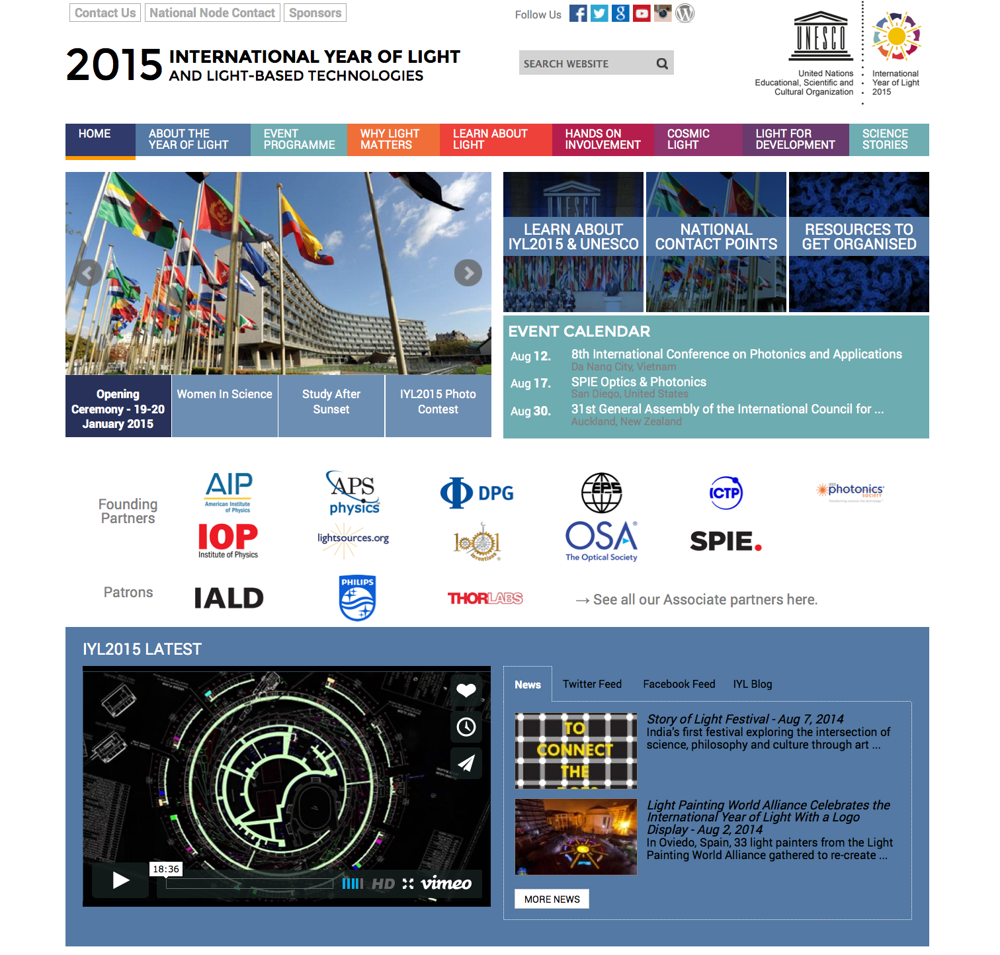 Contact Us
National Node Contact
Sponsors
Follow Us
2015 INTERNATIONAL YEAR OF LIGHT
AND LIGHT-BASED TECHNOLOGIES
SEARCH WEBSITE
UNESCO
United Nations
Educational, Scientific and
Cultural Organization
International
Year of Light
2015
HOME
ABOUT THE
YEAR OF LIGHT
EVENT
PROGRAMME
WHY LIGHT
MATTERS
LEARN ABOUT
LIGHT
HANDS ON
INVOLVEMENT
COSMIC
LIGHT
LIGHT FOR
DEVELOPMENT
SCIENCE
STORIES
UNESCO
LEARN ABOUT
IYL2015 & UNESCO
NATIONAL
CONTACT POINTS
RESOURCES TO
GET ORGANISED
Opening
Ceremony - 19-20
January 2015
Women In Science
Study After
Sunset
IYL2015 Photo
Contest
EVENT CALENDAR
Aug 12. 8th International Conference on Photonics and Applications
Da Nang City, Vietnam
Aug 17. SPIE Optics & Photonics
San Diego, United States
Aug 30. 31st General Assembly of the International Council for ...
Auckland, New Zealand
Founding
Partners
AIP
American Institute
of Physics
APS
physics
DPG
EPS
ICTP
IEEE
photonics
SOCIETY
IOP
Institute of Physics
lightsources.org
1001
inventions
OSA
The Optical Society
SPIE.
Patrons
IALD
PHILIPS
THORLABS
→ See all our Associate partners here.
IYL2015 LATEST
18:36
HD
vimeo
News
Twitter Feed
Facebook Feed
IYL Blog
TO
CONNECT
THE
DOTS
Story of Light Festival - Aug 7, 2014
India's first festival exploring the intersection of
science, philosophy and culture through art ...
Light Painting World Alliance Celebrates the
International Year of Light With a Logo
Display - Aug 2, 2014
In Oviedo, Spain, 33 light painters from the Light
Painting World Alliance gathered to re-create ...
MORE NEWS